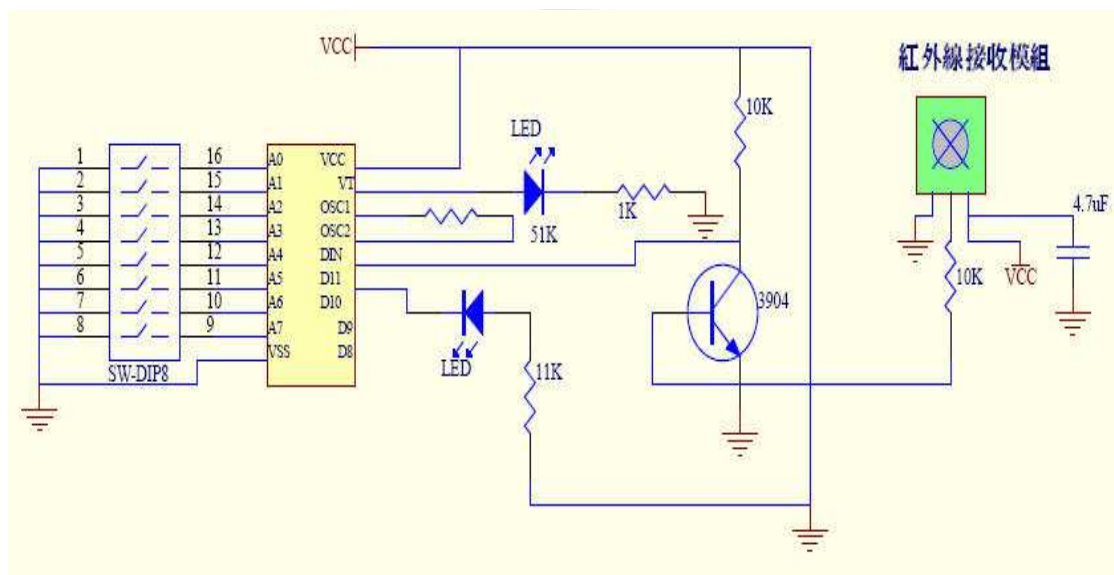 VCC
紅外線接收模組
10K
LED
1 16 A0 VCC
2 15 A1 VT
3 14 A2 OSC1
1K
4.7uF
4 13 A3 OSC2
51K
5 12 A4 DIN
6 11 A5 D11
10K
VCC
7 10 A6 D10
3904
8 9 A7 D9
VSS D8
SW-DIP8
LED
11K